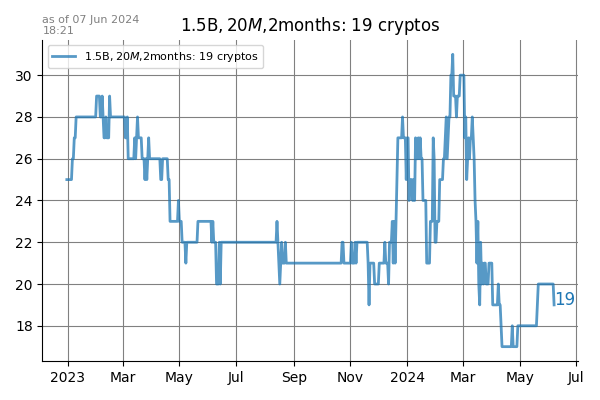 as of 07 Jun 2024
18:21
1.5B, 20M,2months: 19 cryptos
1.5B, 20M,2months: 19 cryptos
30
28
26
24
22
20
18
19
2023 Mar May Jul Sep Nov 2024 Mar May Jul